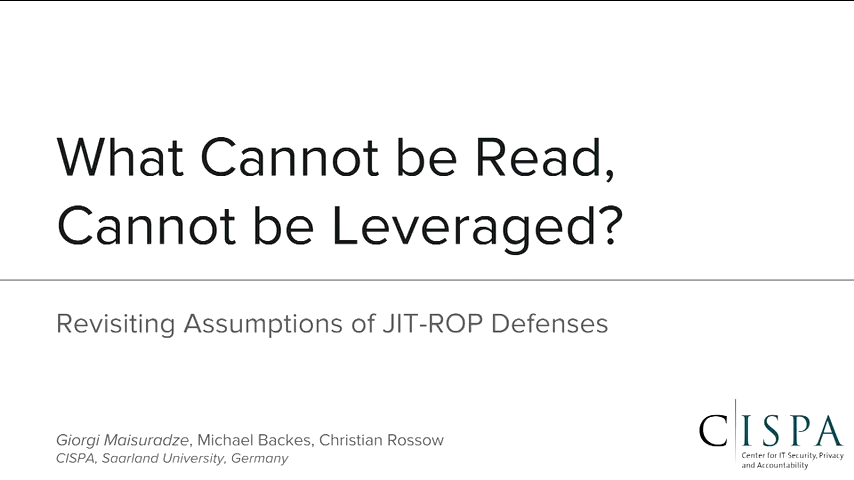 What Cannot be Read,
Cannot be Leveraged?
Revisiting Assumptions of JIT-ROP Defenses
Giorgi Maisuradze, Michael Backes, Christian Rossow
CISPA, Saarland University, Germany
CISPA
Center for IT Security, Privacy
and Accountability